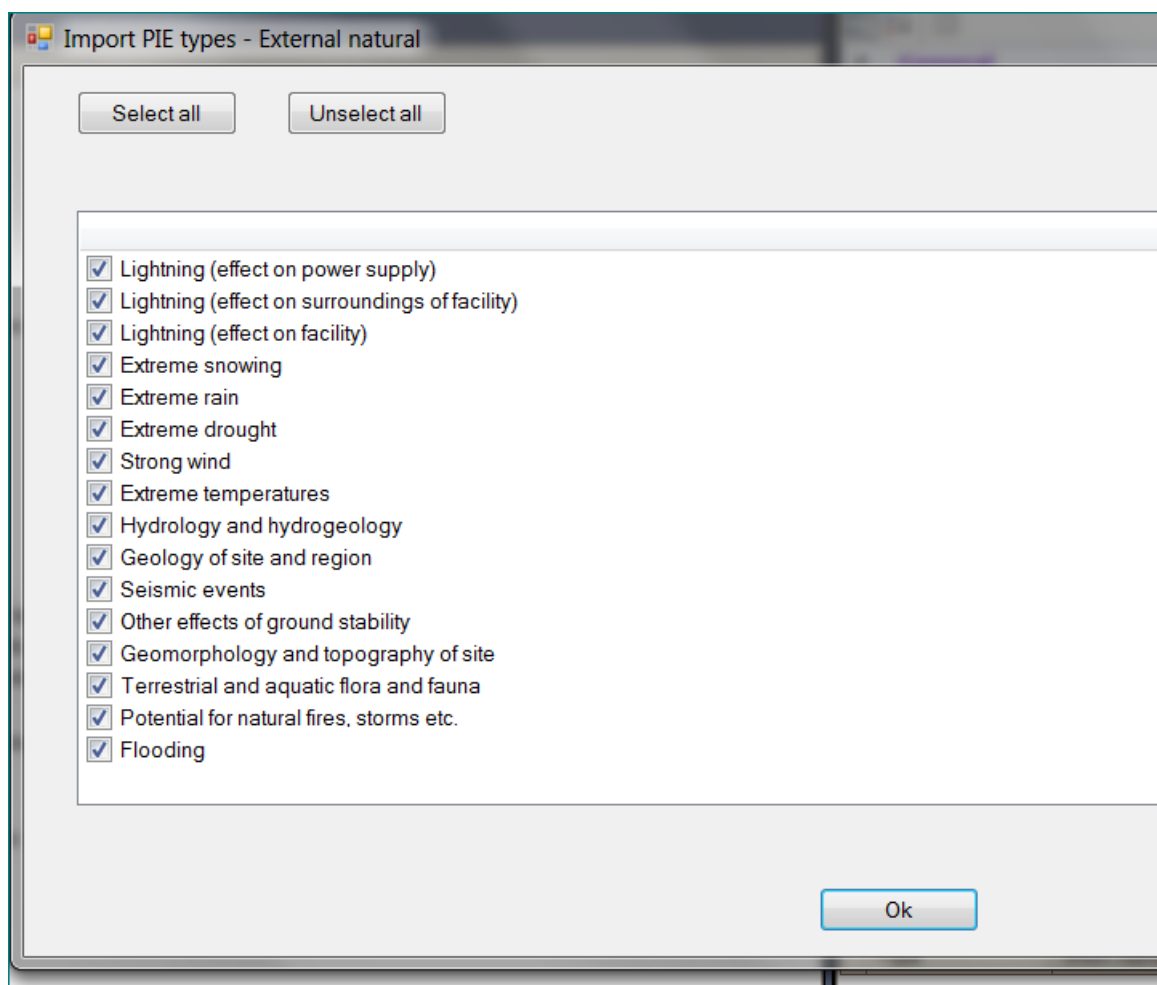 Import PIE types - External natural
Select all
Unselect all
Lightning (effect on power supply)
Lightning (effect on surroundings of facility)
Lightning (effect on facility)
Extreme snowing
Extreme rain
Extreme drought
Strong wind
Extreme temperatures
Hydrology and hydrogeology
Geology of site and region
Seismic events
Other effects of ground stability
Geomorphology and topography of site
Terrestrial and aquatic flora and fauna
Potential for natural fires, storms etc.
Flooding
Ok